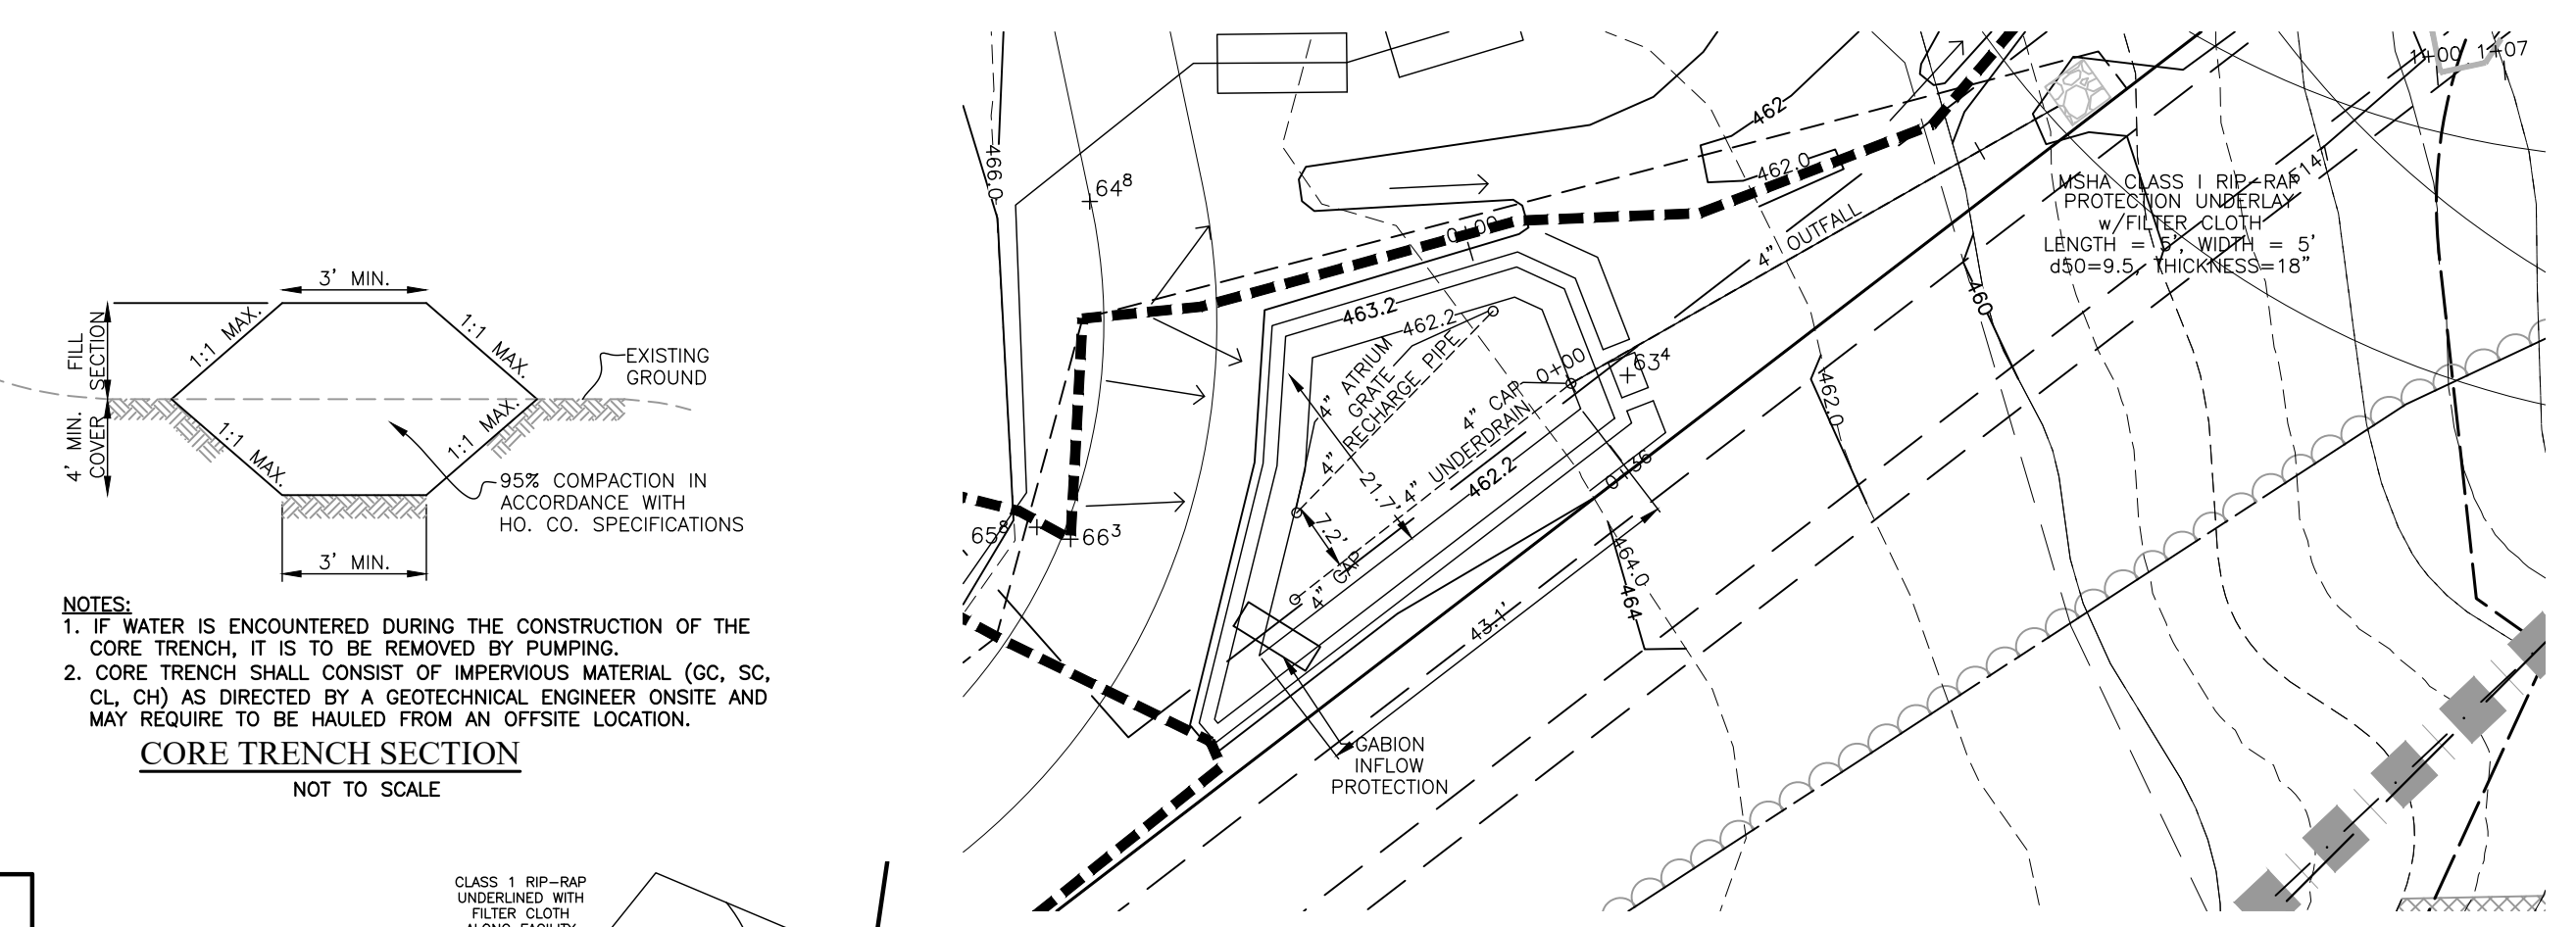 3' MIN.
FILL
SECTION
1:1 MAX.
1:1 MAX.
EXISTING
GROUND
4' MIN.
COVER
1:1 MAX.
1:1 MAX.
95% COMPACTION IN
ACCORDANCE WITH
HO. CO. SPECIFICATIONS
3' MIN.
NOTES:
1. IF WATER IS ENCOUNTERED DURING THE CONSTRUCTION OF THE
CORE TRENCH, IT IS TO BE REMOVED BY PUMPING.
2. CORE TRENCH SHALL CONSIST OF IMPERVIOUS MATERIAL (GC, SC,
CL, CH) AS DIRECTED BY A GEOTECHNICAL ENGINEER ONSITE AND
MAY REQUIRE TO BE HAULED FROM AN OFFSITE LOCATION.
CORE TRENCH SECTION
NOT TO SCALE
CLASS 1 RIP-RAP
UNDERLINED WITH
FILTER CLOTH
ALONG FACILITY
466.0
64⁸
462
462.0
1+00
1+07
MSHA CLASS I RIP-RAP
PROTECTION UNDERLAY
w/FILTER CLOTH
LENGTH = 5', WIDTH = 5'
d50=9.5, THICKNESS=18"
0+00
4" OUTFALL
460
463.2
462.2
4" ATRIUM
GRATE
4" RECHARGE PIPE
0+00
63⁴
4" CAP
4" UNDERDRAIN
462.2
21.7'
7.2'
4" CAP
462.0
65⁸
66³
464.0
464
43.1'
GABION
INFLOW
PROTECTION